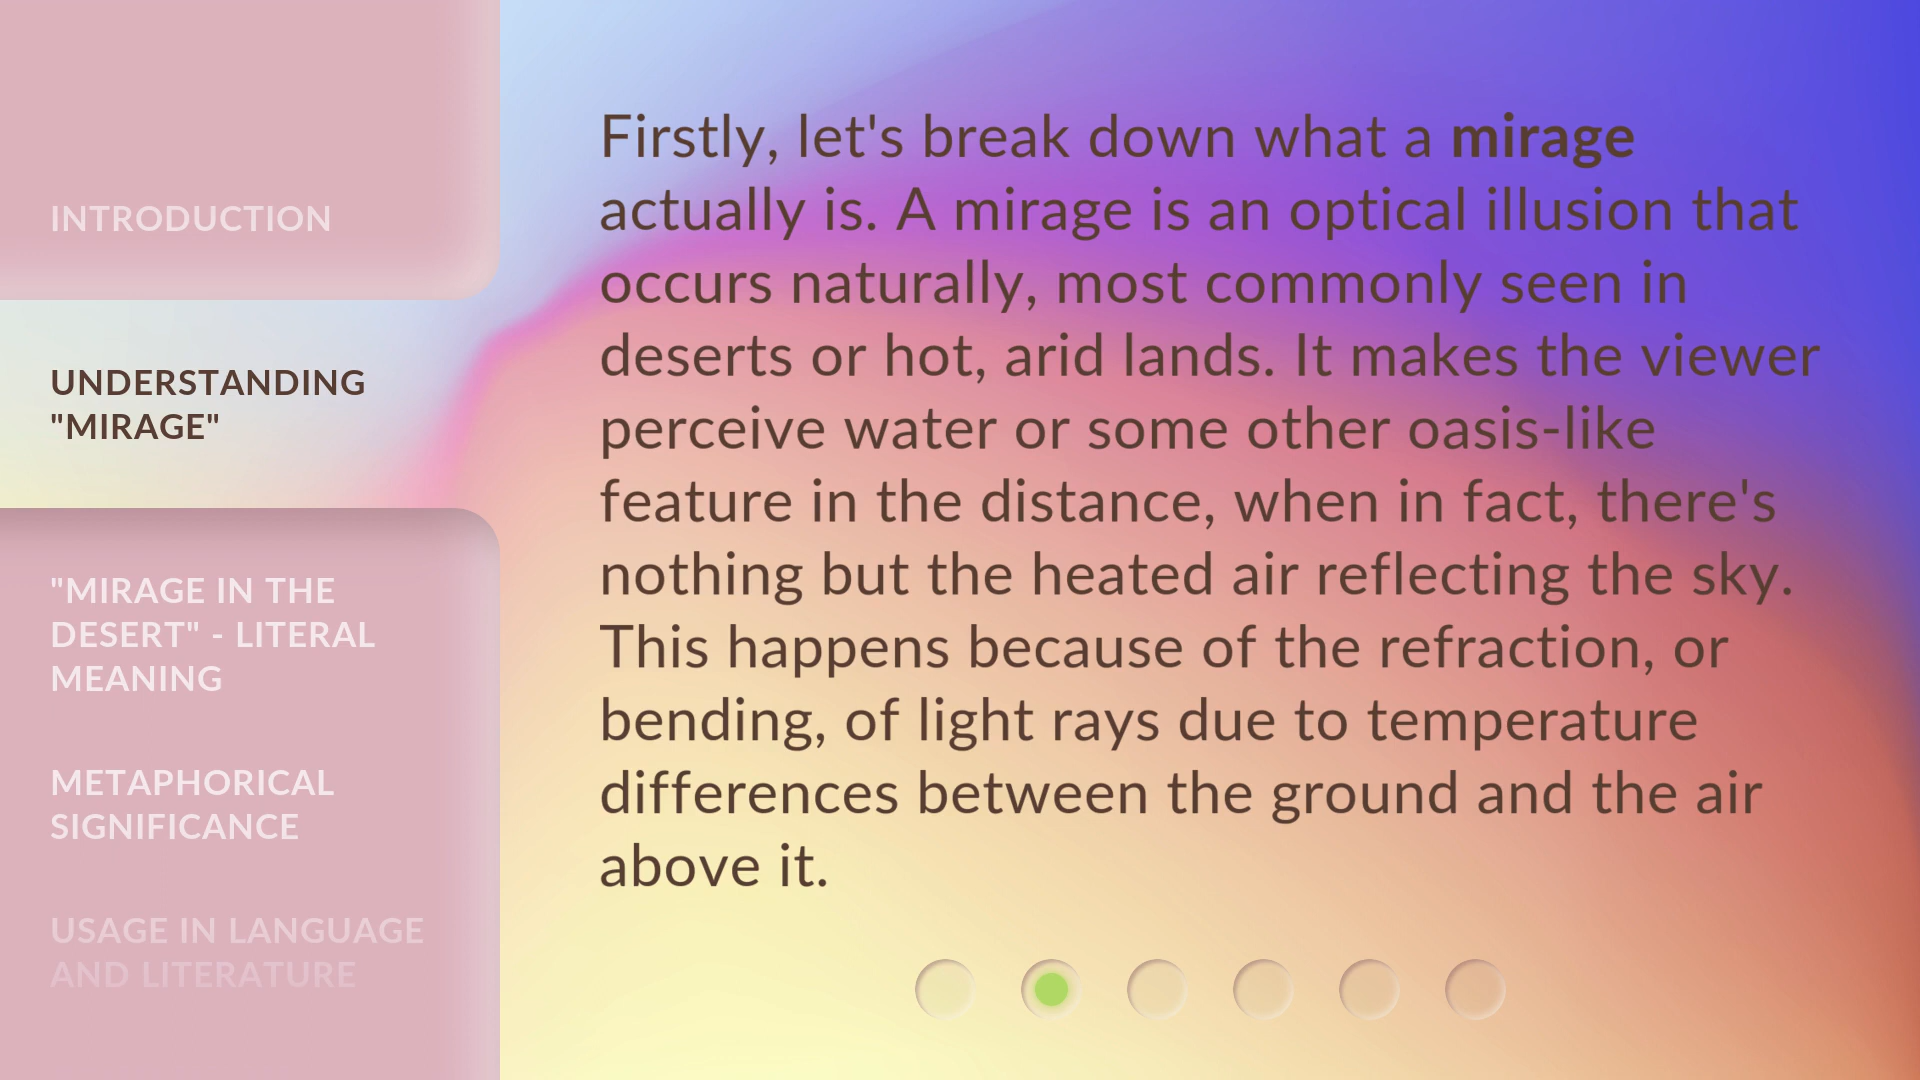 INTRODUCTION
UNDERSTANDING
"MIRAGE"
"MIRAGE IN THE
DESERT" - LITERAL
MEANING
METAPHORICAL
SIGNIFICANCE
USAGE IN LANGUAGE
AND LITERATURE
Firstly, let's break down what a mirage
actually is. A mirage is an optical illusion that
occurs naturally, most commonly seen in
deserts or hot, arid lands. It makes the viewer
perceive water or some other oasis-like
feature in the distance, when in fact, there's
nothing but the heated air reflecting the sky.
This happens because of the refraction, or
bending, of light rays due to temperature
differences between the ground and the air
above it.